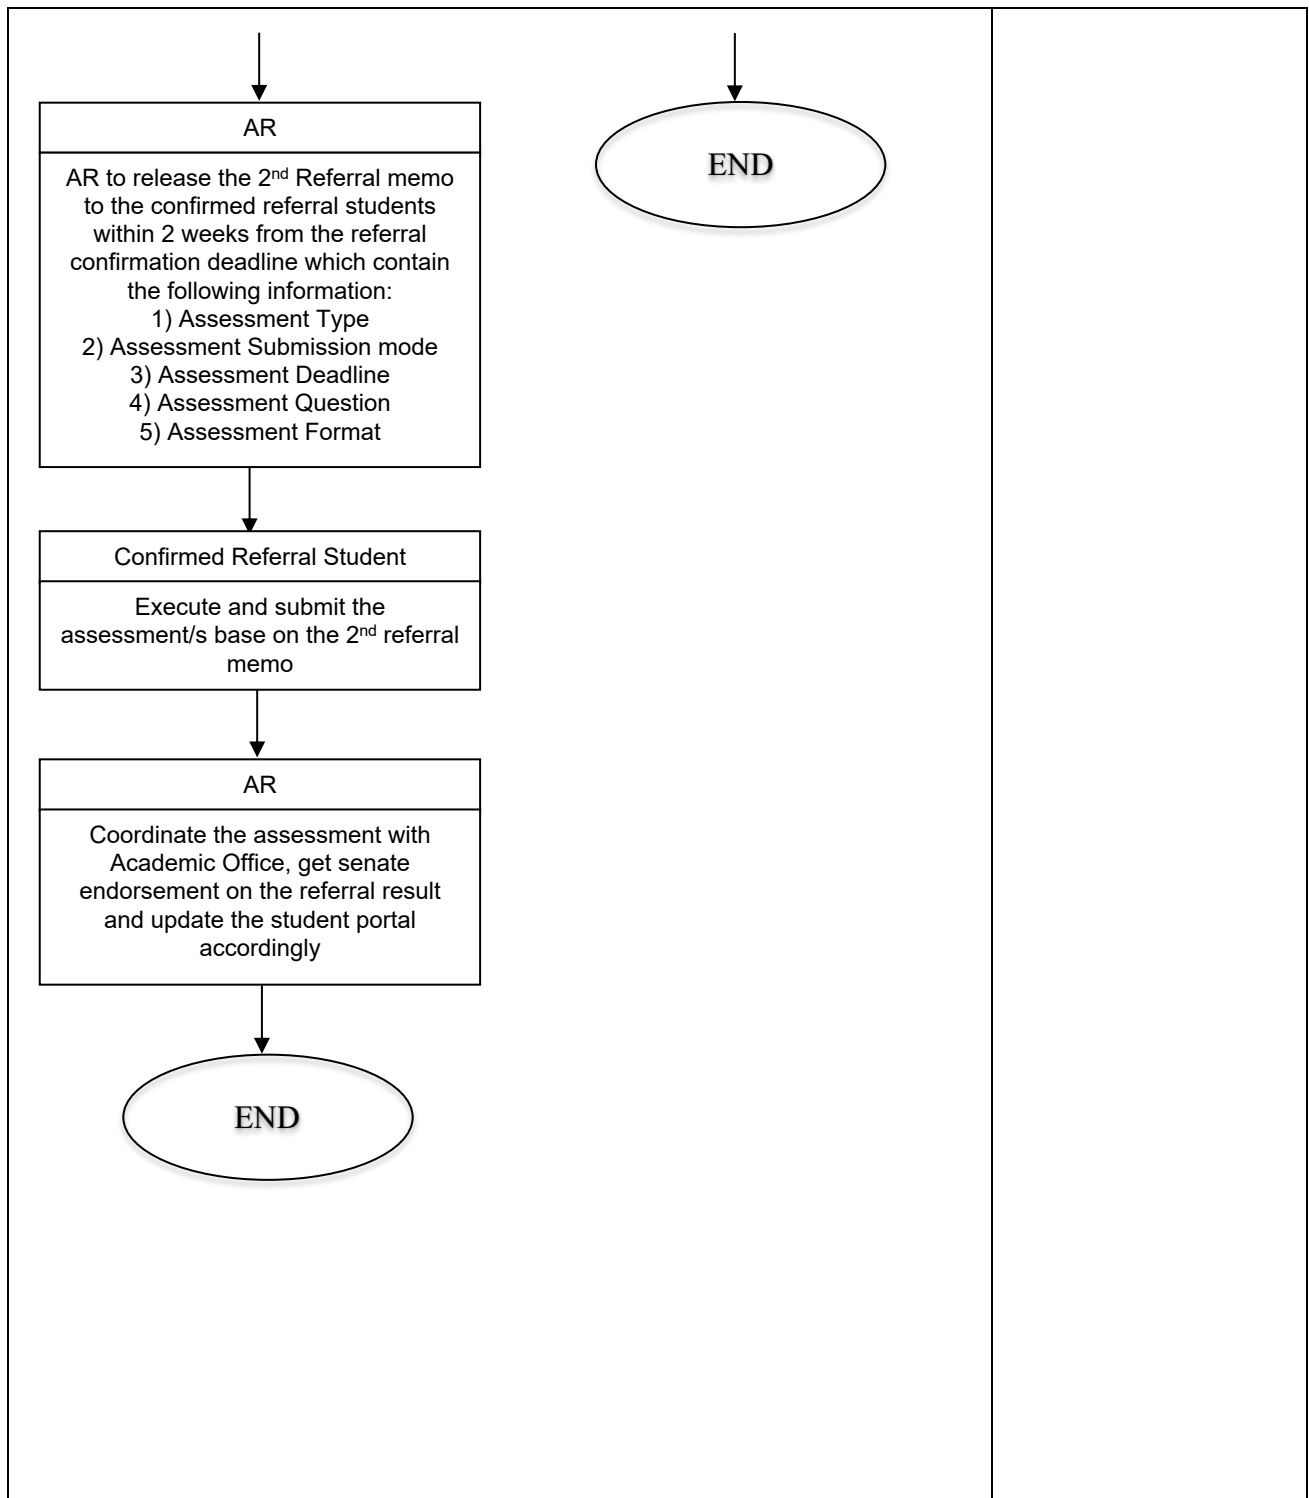 AR
AR to release the 2nd Referral memo
to the confirmed referral students
within 2 weeks from the referral
confirmation deadline which contain
the following information:
1) Assessment Type
2) Assessment Submission mode
3) Assessment Deadline
4) Assessment Question
5) Assessment Format
END
Confirmed Referral Student
Execute and submit the
assessment/s base on the 2nd referral
memo
AR
Coordinate the assessment with
Academic Office, get senate
endorsement on the referral result
and update the student portal
accordingly
END